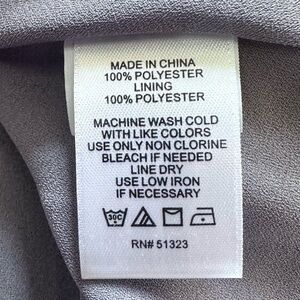 MADE IN CHINA
100% POLYESTER
LINING
100% POLYESTER
MACHINE WASH COLD
WITH LIKE COLORS
USE ONLY NON CLORINE
BLEACH IF NEEDED
LINE DRY
USE LOW IRON
IF NECESSARY
30C
RN# 51323